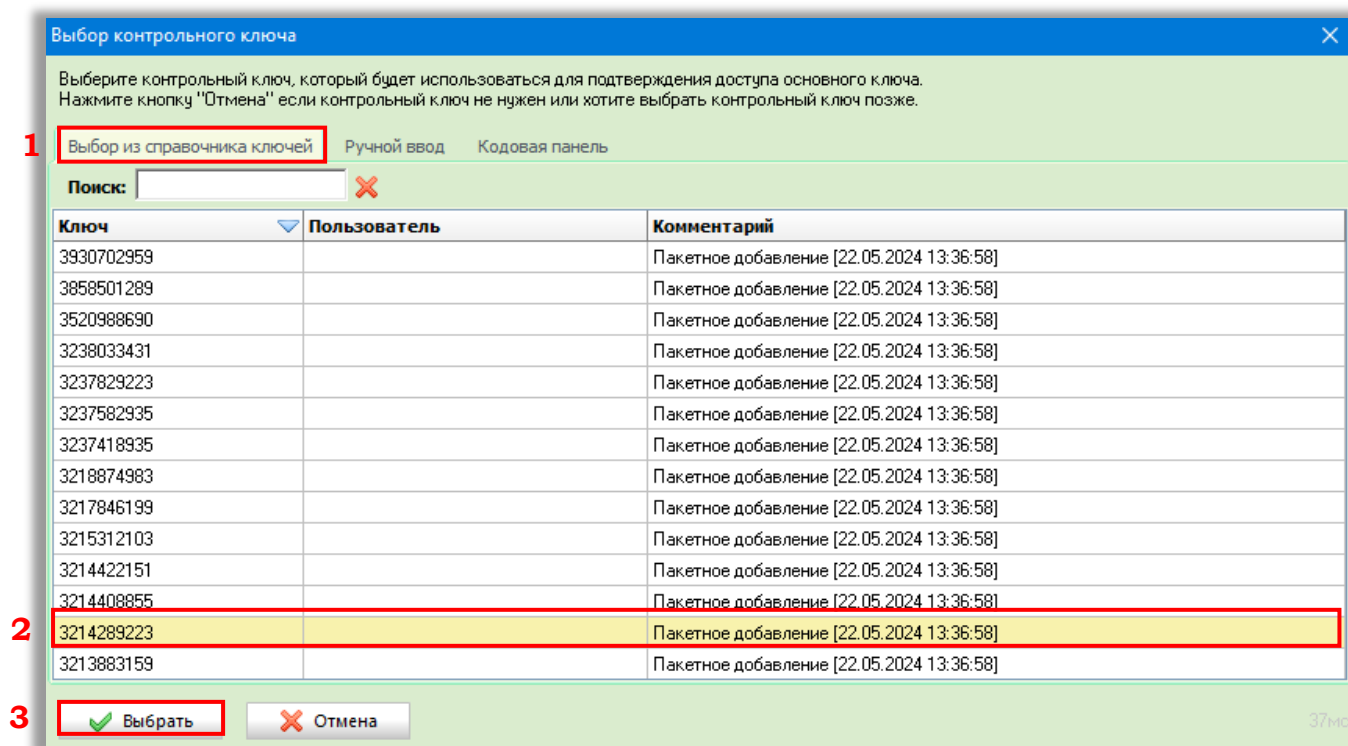 Выбор контрольного ключа
Выберите контрольный ключ, который будет использоваться для подтверждения доступа основного ключа.
Нажмите кнопку "Отмена" если контрольный ключ не нужен или хотите выбрать контрольный ключ позже.
1 Выбор из справочника ключей Ручной ввод Кодовая панель
Поиск:
Ключ Пользователь Комментарий
3930702959 Пакетное добавление [22.05.2024 13:36:58]
3858501289 Пакетное добавление [22.05.2024 13:36:58]
3520988690 Пакетное добавление [22.05.2024 13:36:58]
3238033431 Пакетное добавление [22.05.2024 13:36:58]
3237829223 Пакетное добавление [22.05.2024 13:36:58]
3237582935 Пакетное добавление [22.05.2024 13:36:58]
3237418935 Пакетное добавление [22.05.2024 13:36:58]
3218874983 Пакетное добавление [22.05.2024 13:36:58]
3217846199 Пакетное добавление [22.05.2024 13:36:58]
3215312103 Пакетное добавление [22.05.2024 13:36:58]
3214422151 Пакетное добавление [22.05.2024 13:36:58]
3214408855 Пакетное добавление [22.05.2024 13:36:58]
2 3214289223 Пакетное добавление [22.05.2024 13:36:58]
3213883159 Пакетное добавление [22.05.2024 13:36:58]
3 Выбрать Отмена 37мс